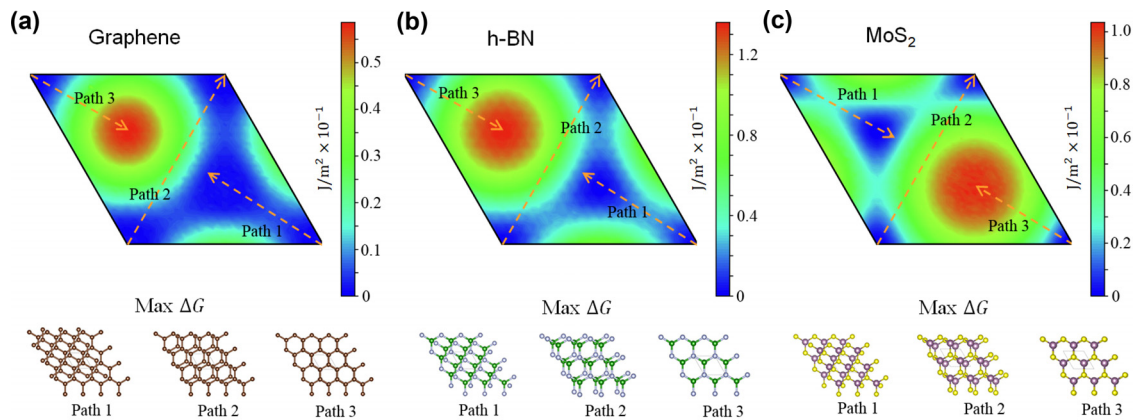 (a)
Graphene
Path 3
Path 2
Path 1
0.5
0.4
0.3
0.2
0.1
0
J/m² × 10⁻¹
(b)
h-BN
Path 3
Path 2
Path 1
1.2
0.8
0.4
0
J/m² × 10⁻¹
(c)
MoS₂
Path 1
Path 2
Path 3
1.0
0.8
0.6
0.4
0.2
0
J/m² × 10⁻¹
Max ΔG
Path 1 Path 2 Path 3
Max ΔG
Path 1 Path 2 Path 3
Max ΔG
Path 1 Path 2 Path 3